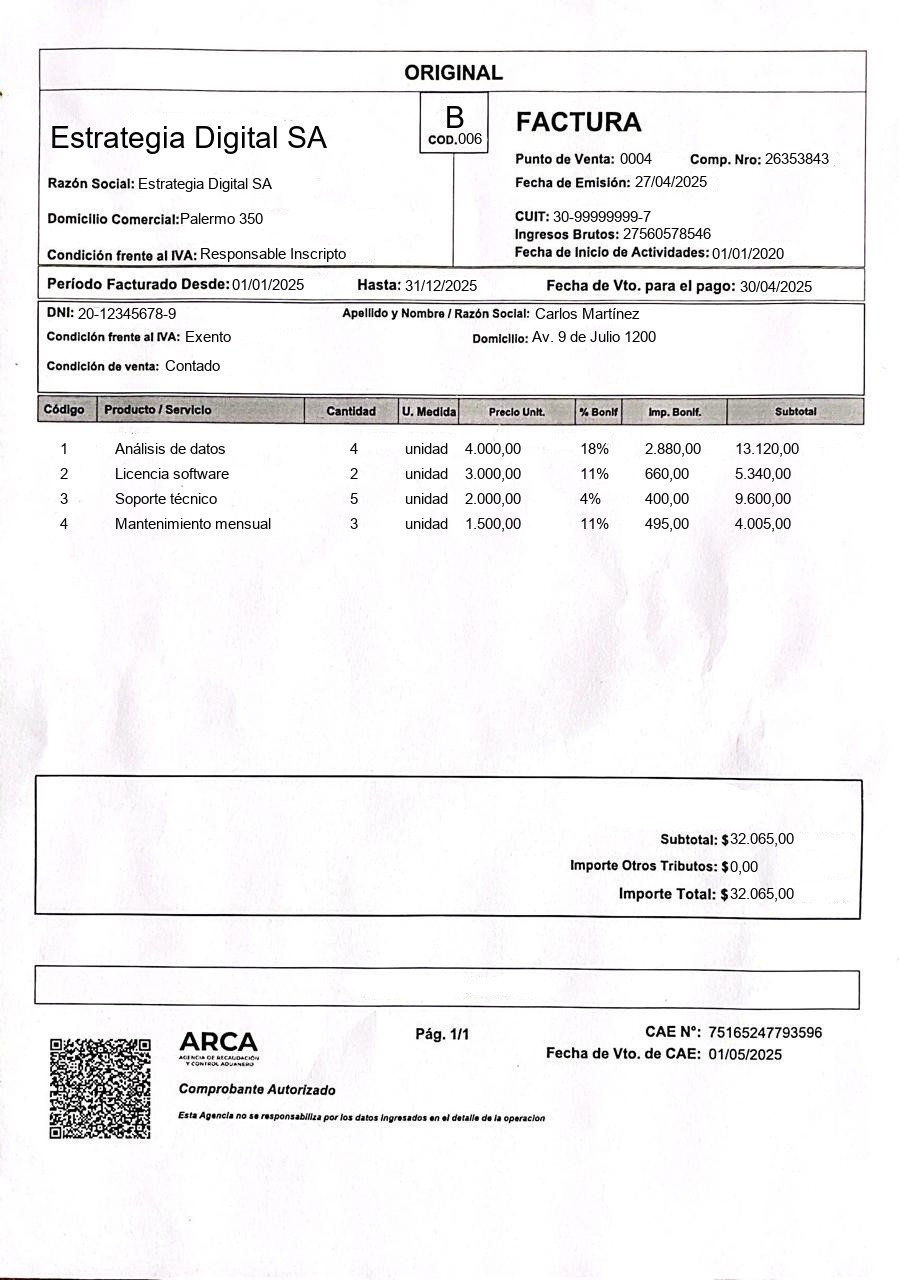 ORIGINAL
Estrategia Digital SA
B
COD.006
FACTURA
Punto de Venta: 0004 Comp. Nro: 26353843
Razón Social: Estrategia Digital SA
Fecha de Emisión: 27/04/2025
Domicilio Comercial:Palermo 350
CUIT: 30-99999999-7
Ingresos Brutos: 27560578546
Condición frente al IVA: Responsable Inscripto
Fecha de Inicio de Actividades: 01/01/2020
Período Facturado Desde: 01/01/2025 Hasta: 31/12/2025 Fecha de Vto. para el pago: 30/04/2025
DNI: 20-12345678-9 Apellido y Nombre / Razón Social: Carlos Martínez
Condición frente al IVA: Exento Domicilio: Av. 9 de Julio 1200
Condición de venta: Contado
Código Producto / Servicio Cantidad U. Medida Precio Unit. % Bonif Imp. Bonif. Subtotal
1 Análisis de datos 4 unidad 4.000,00 18% 2.880,00 13.120,00
2 Licencia software 2 unidad 3.000,00 11% 660,00 5.340,00
3 Soporte técnico 5 unidad 2.000,00 4% 400,00 9.600,00
4 Mantenimiento mensual 3 unidad 1.500,00 11% 495,00 4.005,00
Subtotal: $32.065,00
Importe Otros Tributos: $0,00
Importe Total: $32.065,00
ARCA
AGENCIA DE RECAUDACIÓN
Y CONTROL ADUANERO
Pág. 1/1
CAE N°: 75165247793596
Fecha de Vto. de CAE: 01/05/2025
Comprobante Autorizado
Esta Agencia no se responsabiliza por los datos ingresados en el detalle de la operacion